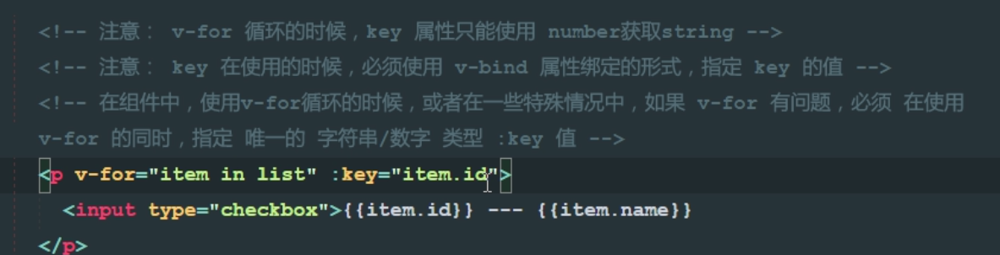 <!-- 注意： v-for 循环的时候，key 属性只能使用 number获取string -->
<!-- 注意： key 在使用的时候，必须使用 v-bind 属性绑定的形式，指定 key 的值 -->
<!-- 在组件中，使用v-for循环的时候，或者在一些特殊情况中，如果 v-for 有问题，必须 在使用
v-for 的同时，指定 唯一的 字符串/数字 类型 :key 值 -->
<p v-for="item in list" :key="item.id">
<input type="checkbox">{{item.id}} --- {{item.name}}
</p>